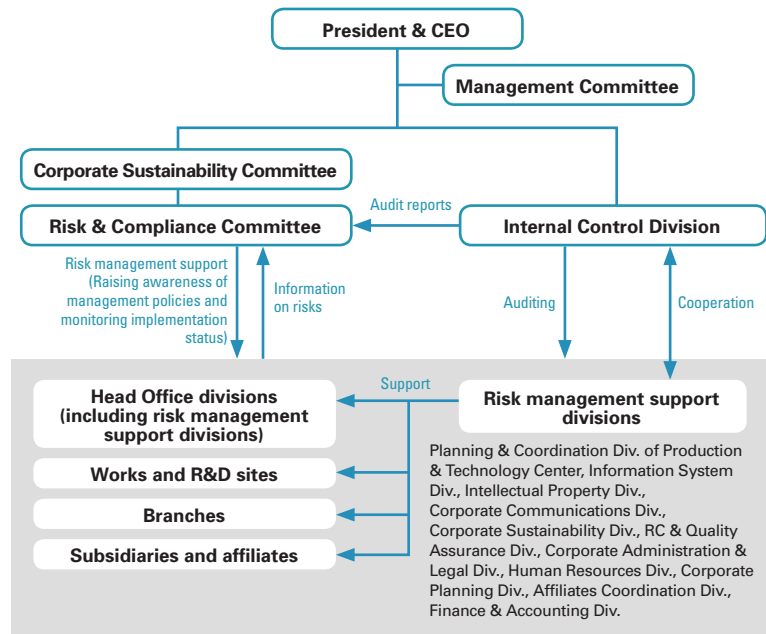 President & CEO
Management Committee
Corporate Sustainability Committee
Risk & Compliance Committee
Audit reports
Internal Control Division
Risk management support
(Raising awareness of
management policies and
monitoring implementation
status)
Information
on risks
Auditing
Cooperation
Head Office divisions
(including risk management
support divisions)
Works and R&D sites
Branches
Subsidiaries and affiliates
Support
Risk management support
divisions
Planning & Coordination Div. of Production
& Technology Center, Information System
Div., Intellectual Property Div.,
Corporate Communications Div.,
Corporate Sustainability Div., RC & Quality
Assurance Div., Corporate Administration &
Legal Div., Human Resources Div., Corporate
Planning Div., Affiliates Coordination Div.,
Finance & Accounting Div.